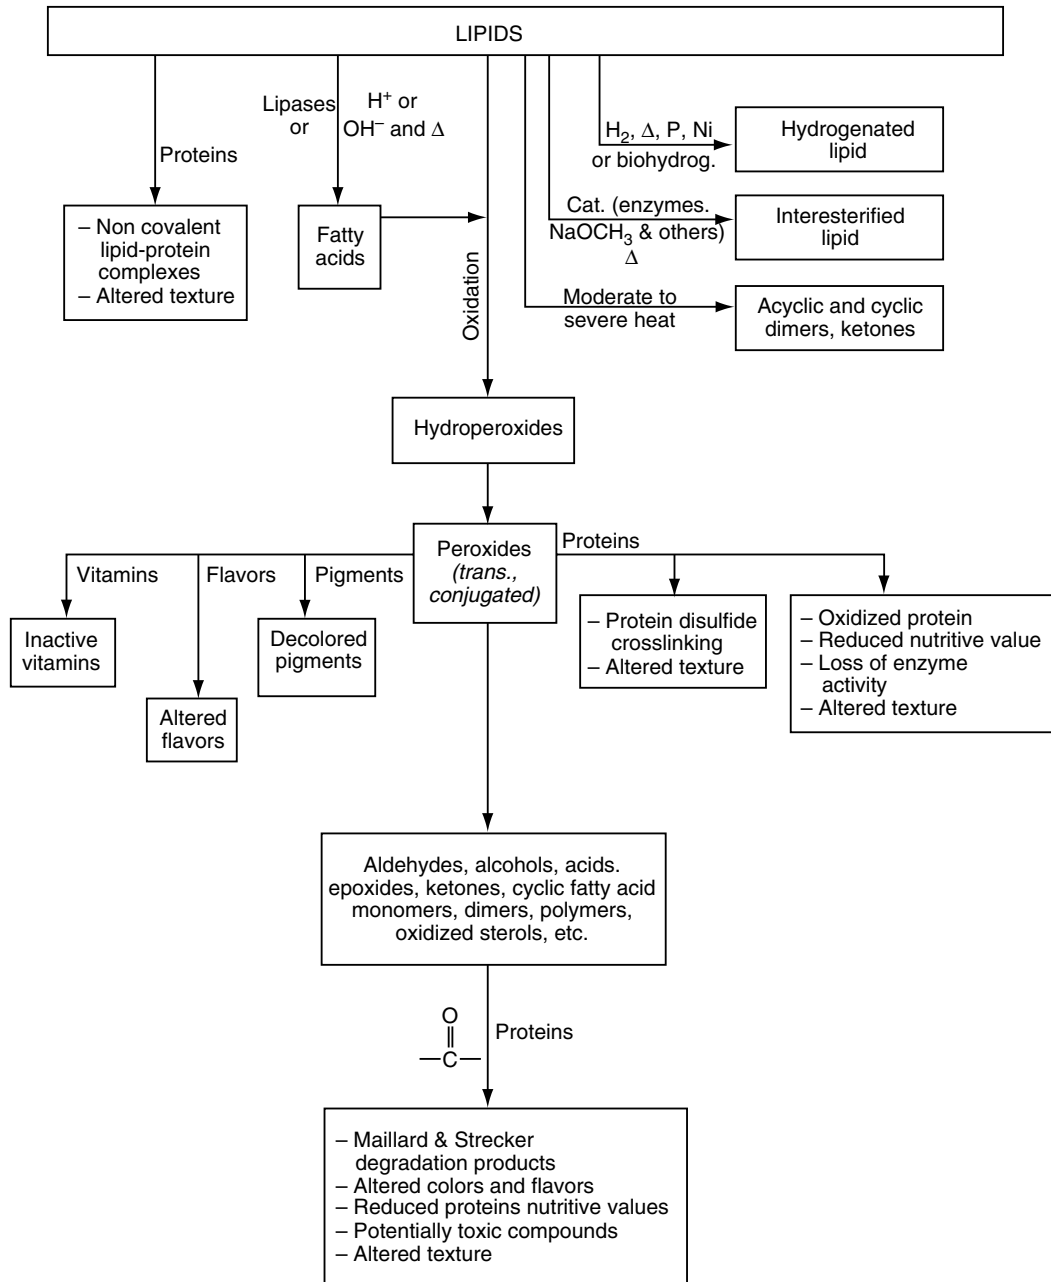 LIPIDS
Proteins
Lipases
or
H⁺ or
OH⁻ and Δ
H₂, Δ, P, Ni
or biohydrog.
Hydrogenated
lipid
– Non covalent
lipid-protein
complexes
– Altered texture
Fatty
acids
Oxidation
Cat. (enzymes.
NaOCH₃ & others)
Δ
Interesterified
lipid
Moderate to
severe heat
Acyclic and cyclic
dimers, ketones
Hydroperoxides
Peroxides
(trans.,
conjugated)
Vitamins
Flavors
Pigments
Proteins
Inactive
vitamins
Altered
flavors
Decolored
pigments
– Protein disulfide
crosslinking
– Altered texture
– Oxidized protein
– Reduced nutritive value
– Loss of enzyme
activity
– Altered texture
Aldehydes, alcohols, acids.
epoxides, ketones, cyclic fatty acid
monomers, dimers, polymers,
oxidized sterols, etc.
O
—C—
Proteins
– Maillard & Strecker
degradation products
– Altered colors and flavors
– Reduced proteins nutritive values
– Potentially toxic compounds
– Altered texture